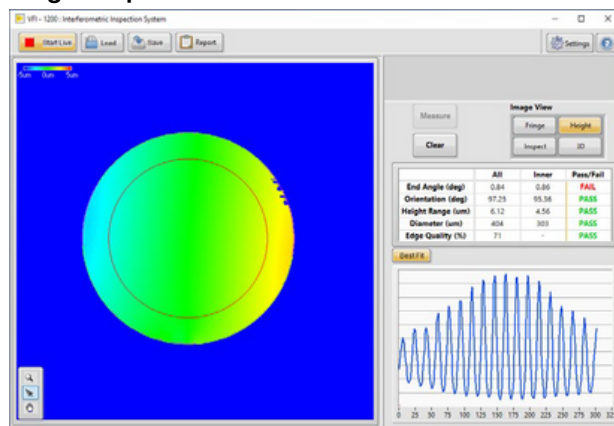 VFI - 1200 : Interferometric Inspection System
Start Live Load Save Report Settings
-5um 0um 5um
Measure
Clear
Image View
Fringe Height
Inspect 3D
All Inner Pass/Fail
End Angle (deg) 0.84 0.86 FAIL
Orientation (deg) 97.25 95.56 PASS
Height Range (um) 6.12 4.56 PASS
Diameter (um) 404 303 PASS
Edge Quality (%) 71 - PASS
Best Fit
0 25 50 75 100 125 150 175 200 225 250 275 300